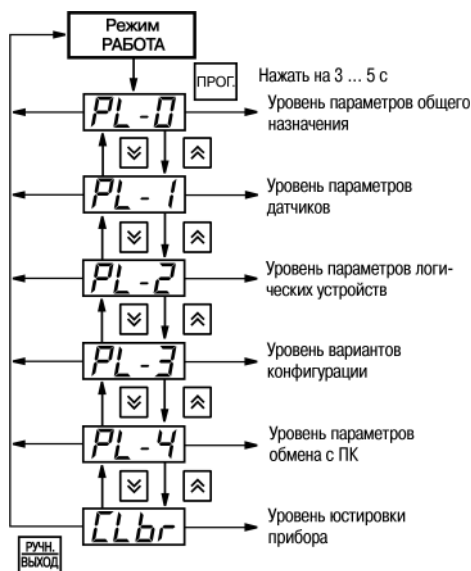 Режим
РАБОТА
ПРОГ.
Нажать на 3 ... 5 с
PL-0
Уровень параметров общего
назначения
PL-1
Уровень параметров
датчиков
PL-2
Уровень параметров логи-
ческих устройств
PL-3
Уровень вариантов
конфигурации
PL-4
Уровень параметров
обмена с ПК
CLbr
Уровень юстировки
прибора
РУЧН.
ВЫХОД